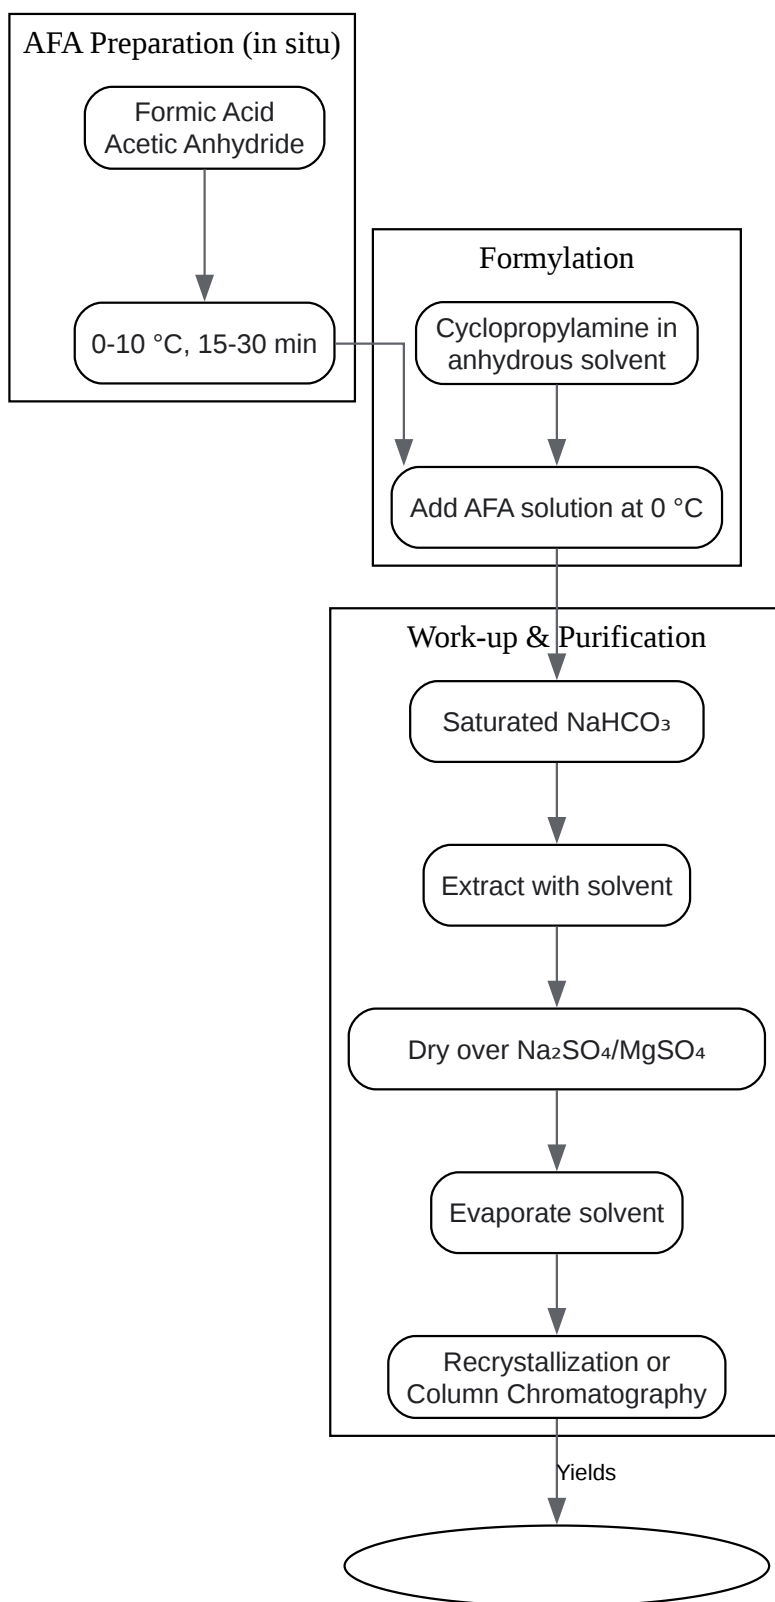 AFA Preparation (in situ)
Formic Acid
Acetic Anhydride
0-10 °C, 15-30 min
Formylation
Cyclopropylamine in
anhydrous solvent
Add AFA solution at 0 °C
Work-up & Purification
Saturated NaHCO₃
Extract with solvent
Dry over Na₂SO₄/MgSO₄
Evaporate solvent
Recrystallization or
Column Chromatography
Yields